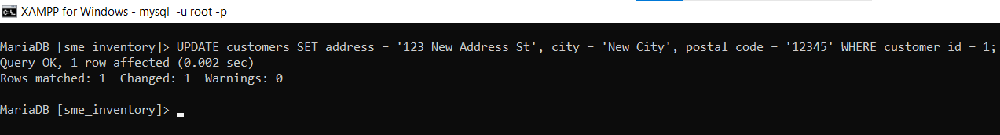 XAMPP for Windows - mysql  -u root -p
MariaDB [sme_inventory]> UPDATE customers SET address = '123 New Address St', city = 'New City', postal_code = '12345' WHERE customer_id = 1;
Query OK, 1 row affected (0.002 sec)
Rows matched: 1  Changed: 1  Warnings: 0
MariaDB [sme_inventory]>